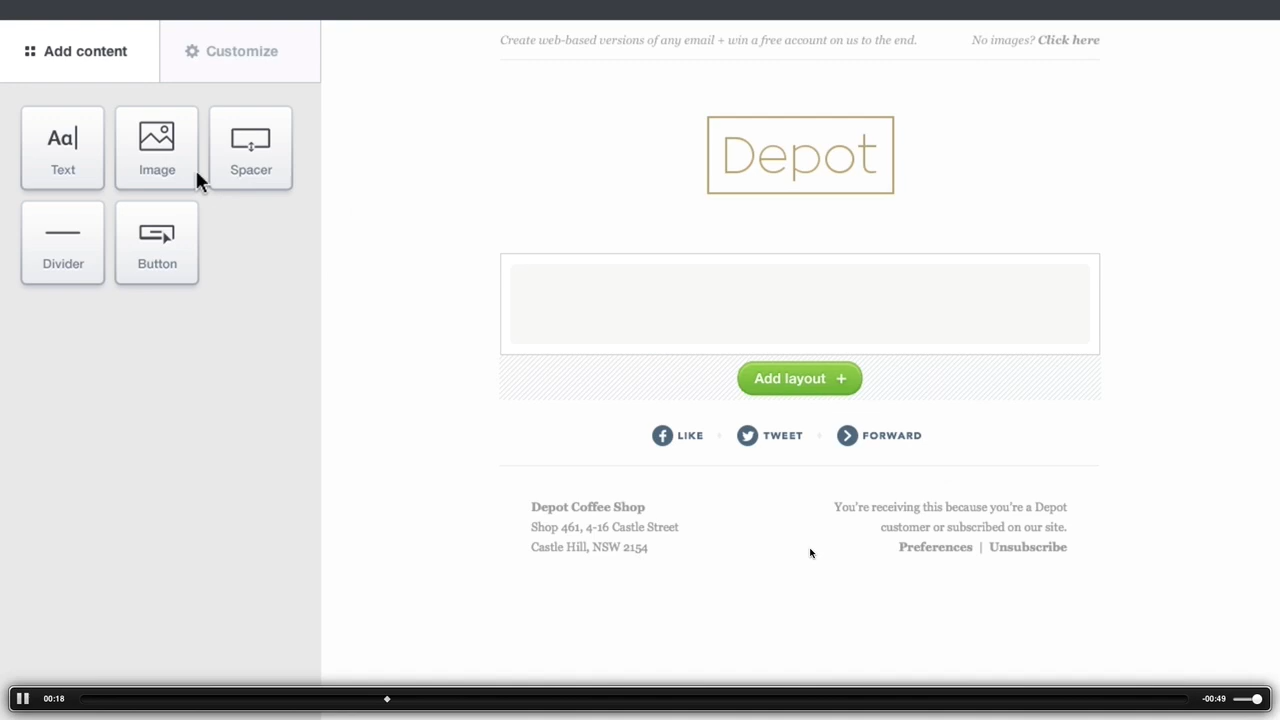 Add content
Customize
Create web-based versions of any email + win a free account on us to the end.
No images? Click here
Aa
Text
Image
Spacer
Divider
Button
Depot
Add layout +
LIKE
TWEET
FORWARD
Depot Coffee Shop
Shop 461, 4-16 Castle Street
Castle Hill, NSW 2154
You're receiving this because you're a Depot
customer or subscribed on our site.
Preferences | Unsubscribe
00:18
-00:49